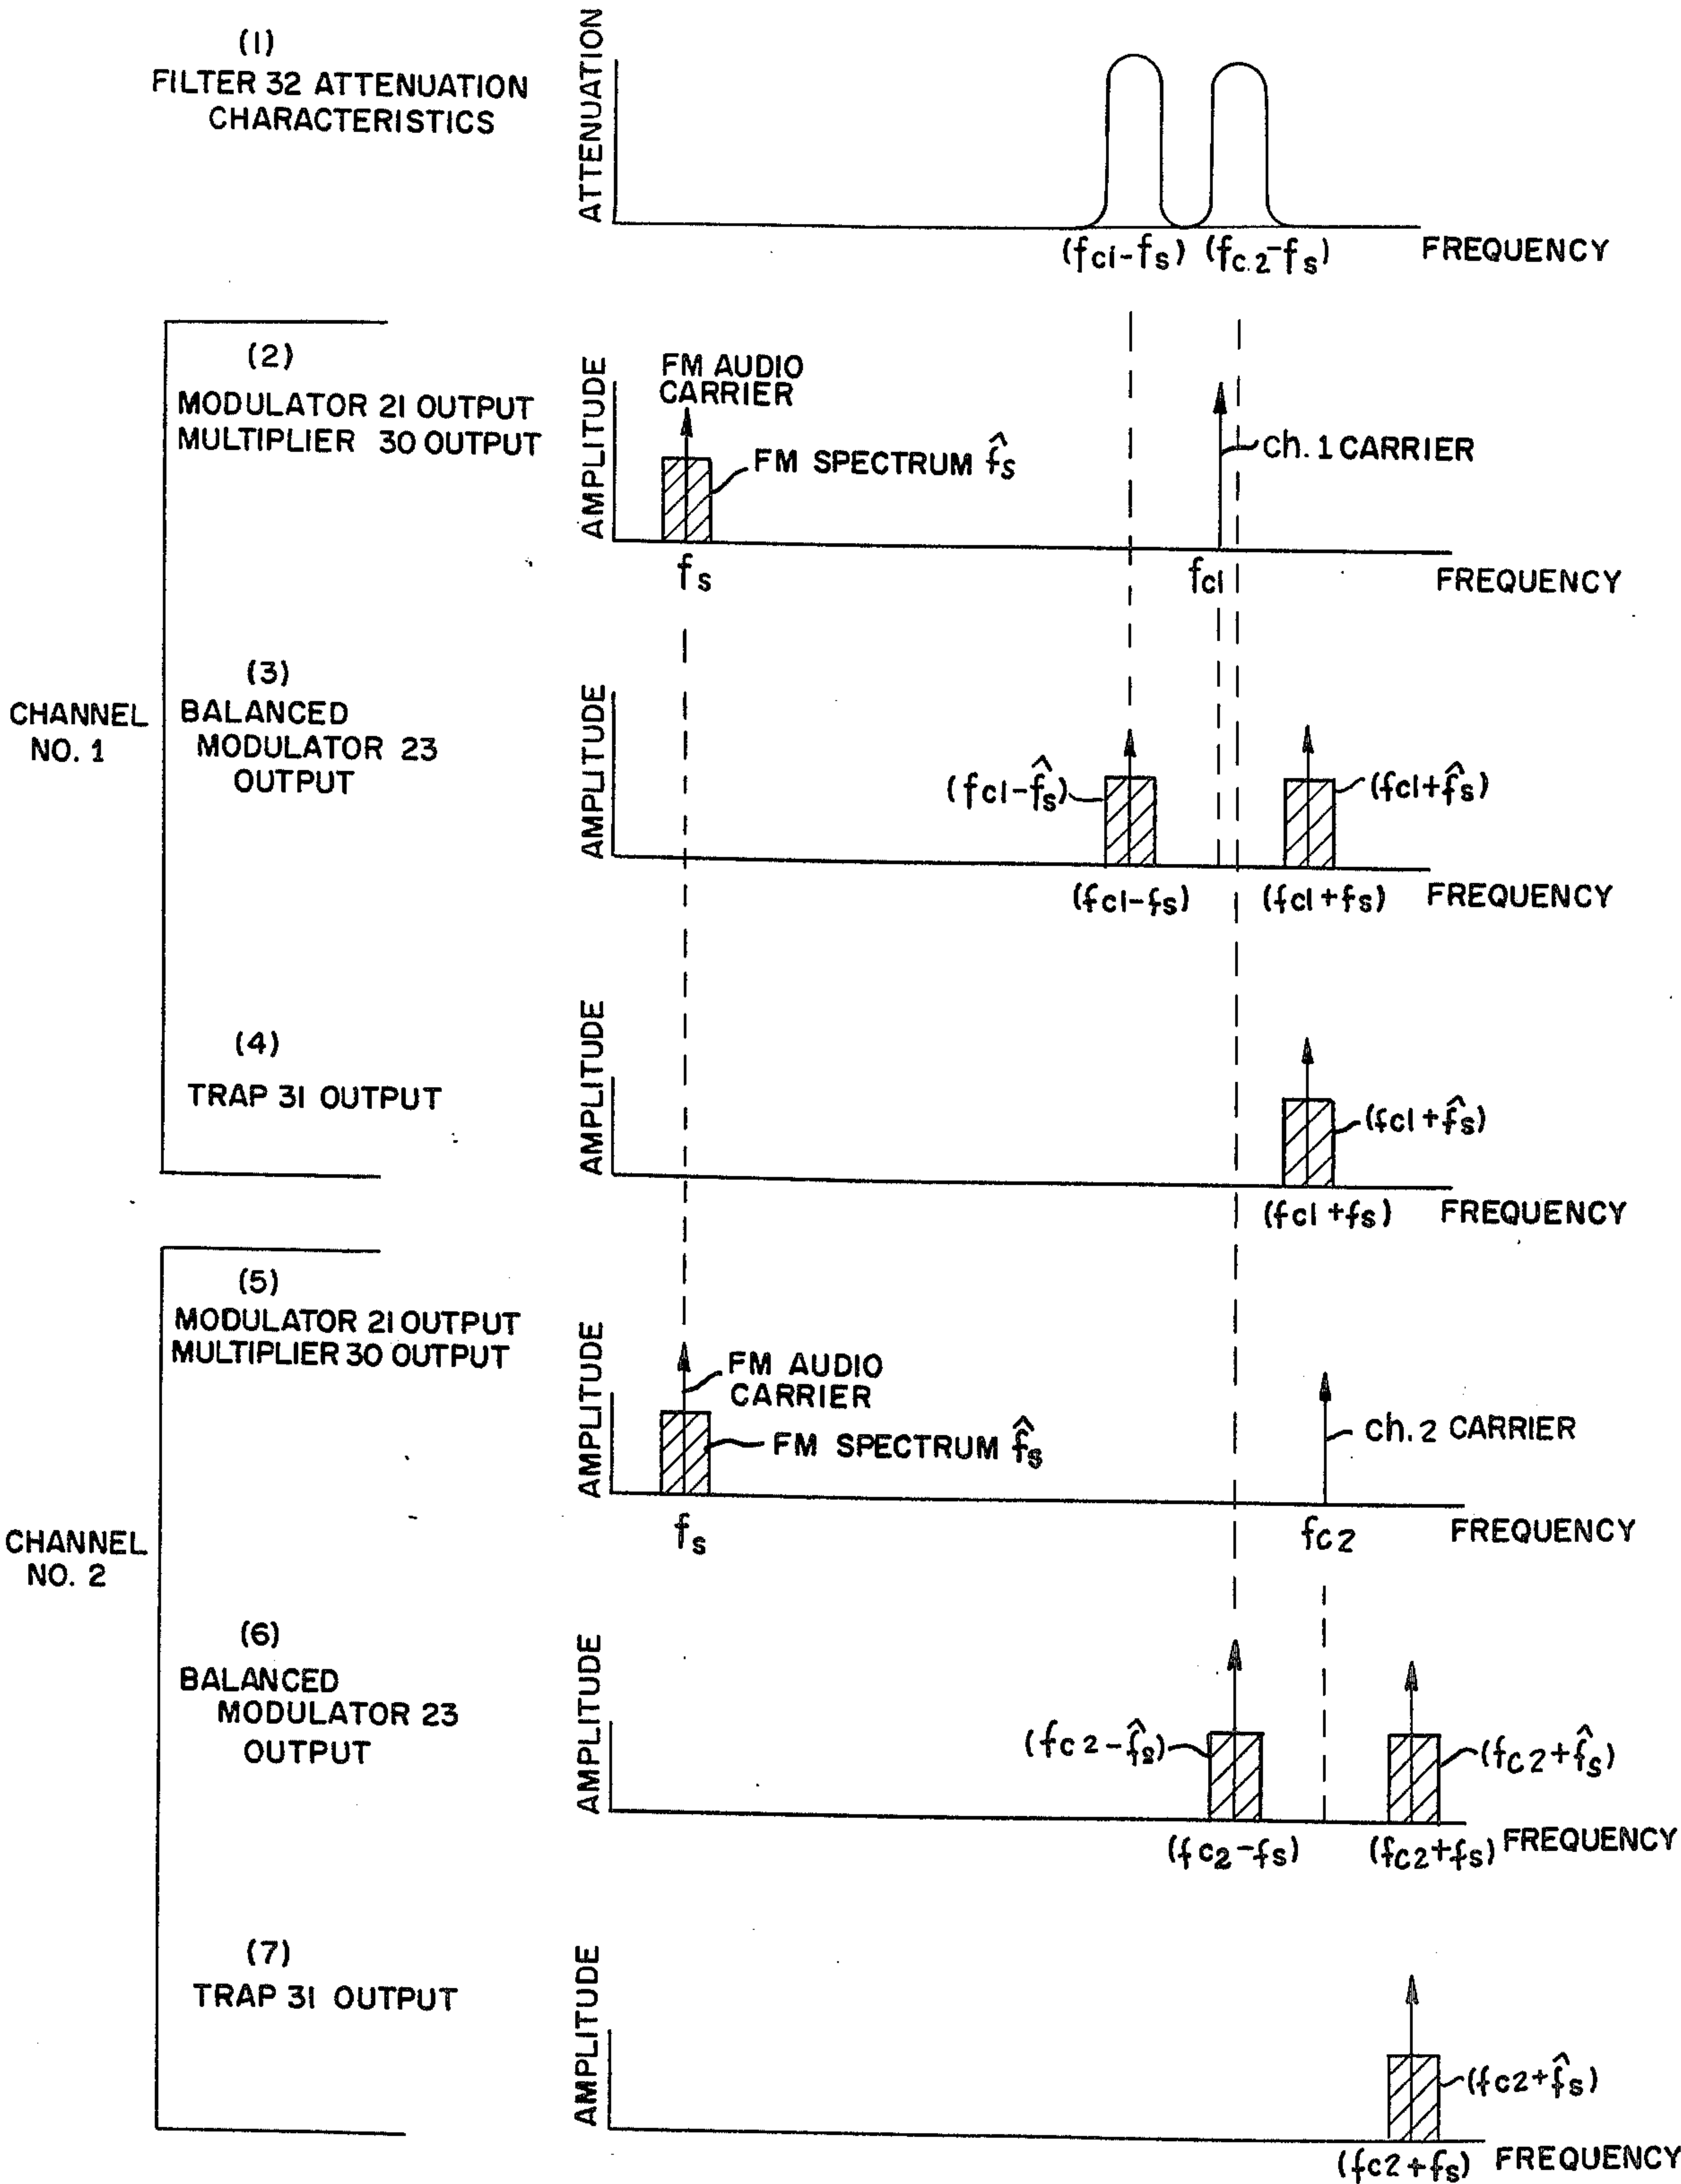 (1)
FILTER 32 ATTENUATION
CHARACTERISTICS
ATTENUATION
(fc1-fs) (fc.2-fs)
FREQUENCY
CHANNEL
NO. 1
(2)
MODULATOR 21 OUTPUT
MULTIPLIER 30 OUTPUT
AMPLITUDE
FM AUDIO
CARRIER
FM SPECTRUM f̂s
Ch. 1 CARRIER
fs
fc1
FREQUENCY
(3)
BALANCED
MODULATOR 23
OUTPUT
AMPLITUDE
(fc1-f̂s)
(fc1+f̂s)
(fc1-fs)
(fc1+fs)
FREQUENCY
(4)
TRAP 31 OUTPUT
AMPLITUDE
(fc1+f̂s)
(fc1+fs)
FREQUENCY
CHANNEL
NO. 2
(5)
MODULATOR 21 OUTPUT
MULTIPLIER 30 OUTPUT
AMPLITUDE
FM AUDIO
CARRIER
FM SPECTRUM f̂s
Ch. 2 CARRIER
fs
fc2
FREQUENCY
(6)
BALANCED
MODULATOR 23
OUTPUT
AMPLITUDE
(fc2-f̂s)
(fc2+f̂s)
(fc2-fs)
(fc2+fs)
FREQUENCY
(7)
TRAP 31 OUTPUT
AMPLITUDE
(fc2+f̂s)
(fc2+fs)
FREQUENCY